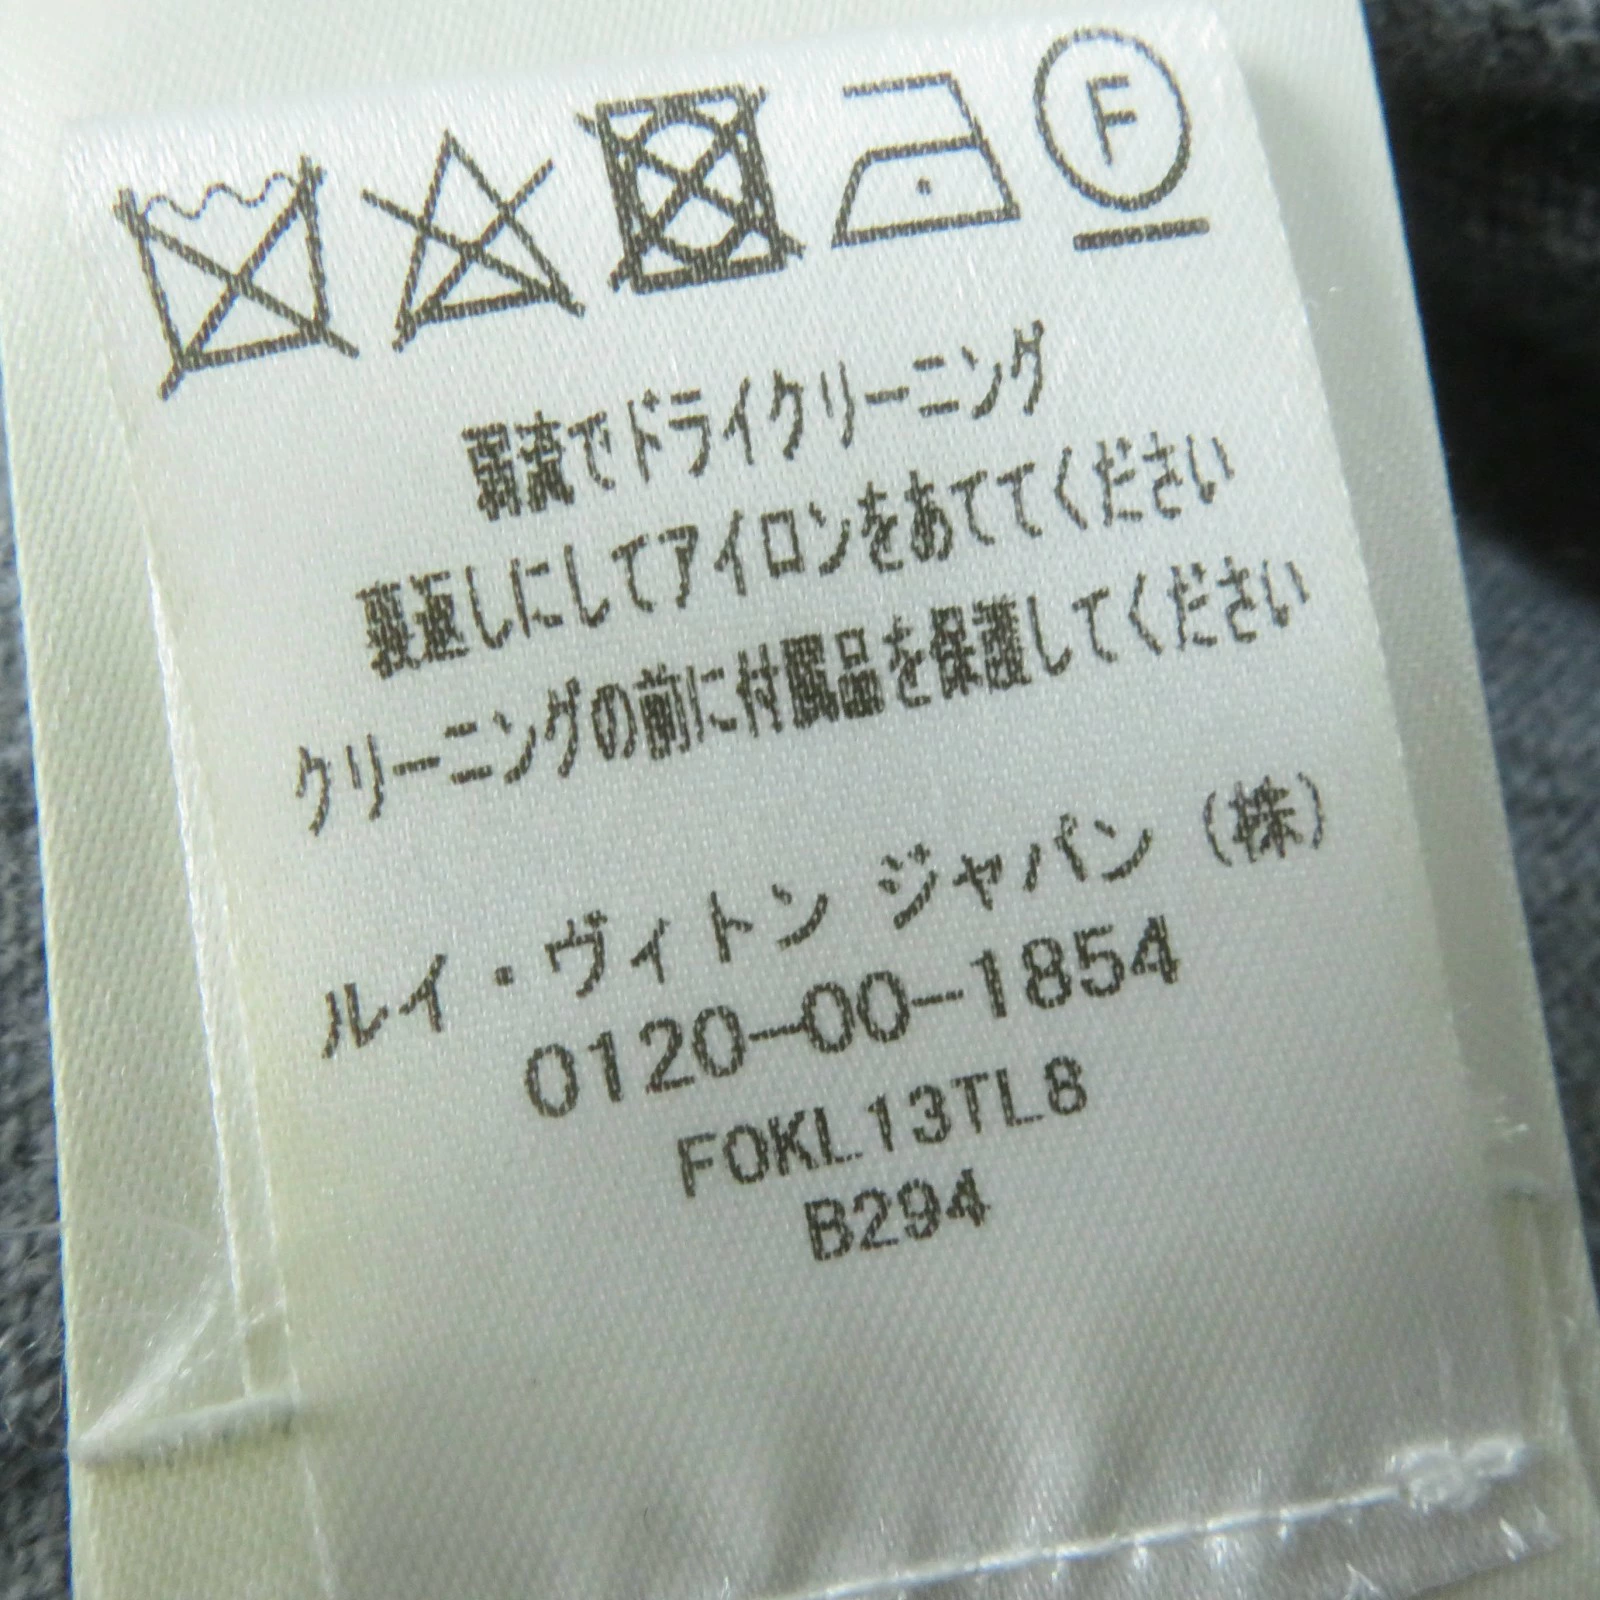 F
弱流でドライクリーニング
裏返しにしてアイロンをあててください
クリーニングの前に付属品を保護してください
ルイ・ヴィトン ジャパン (株)
0120-00-1854
F0KL13TL8
B294